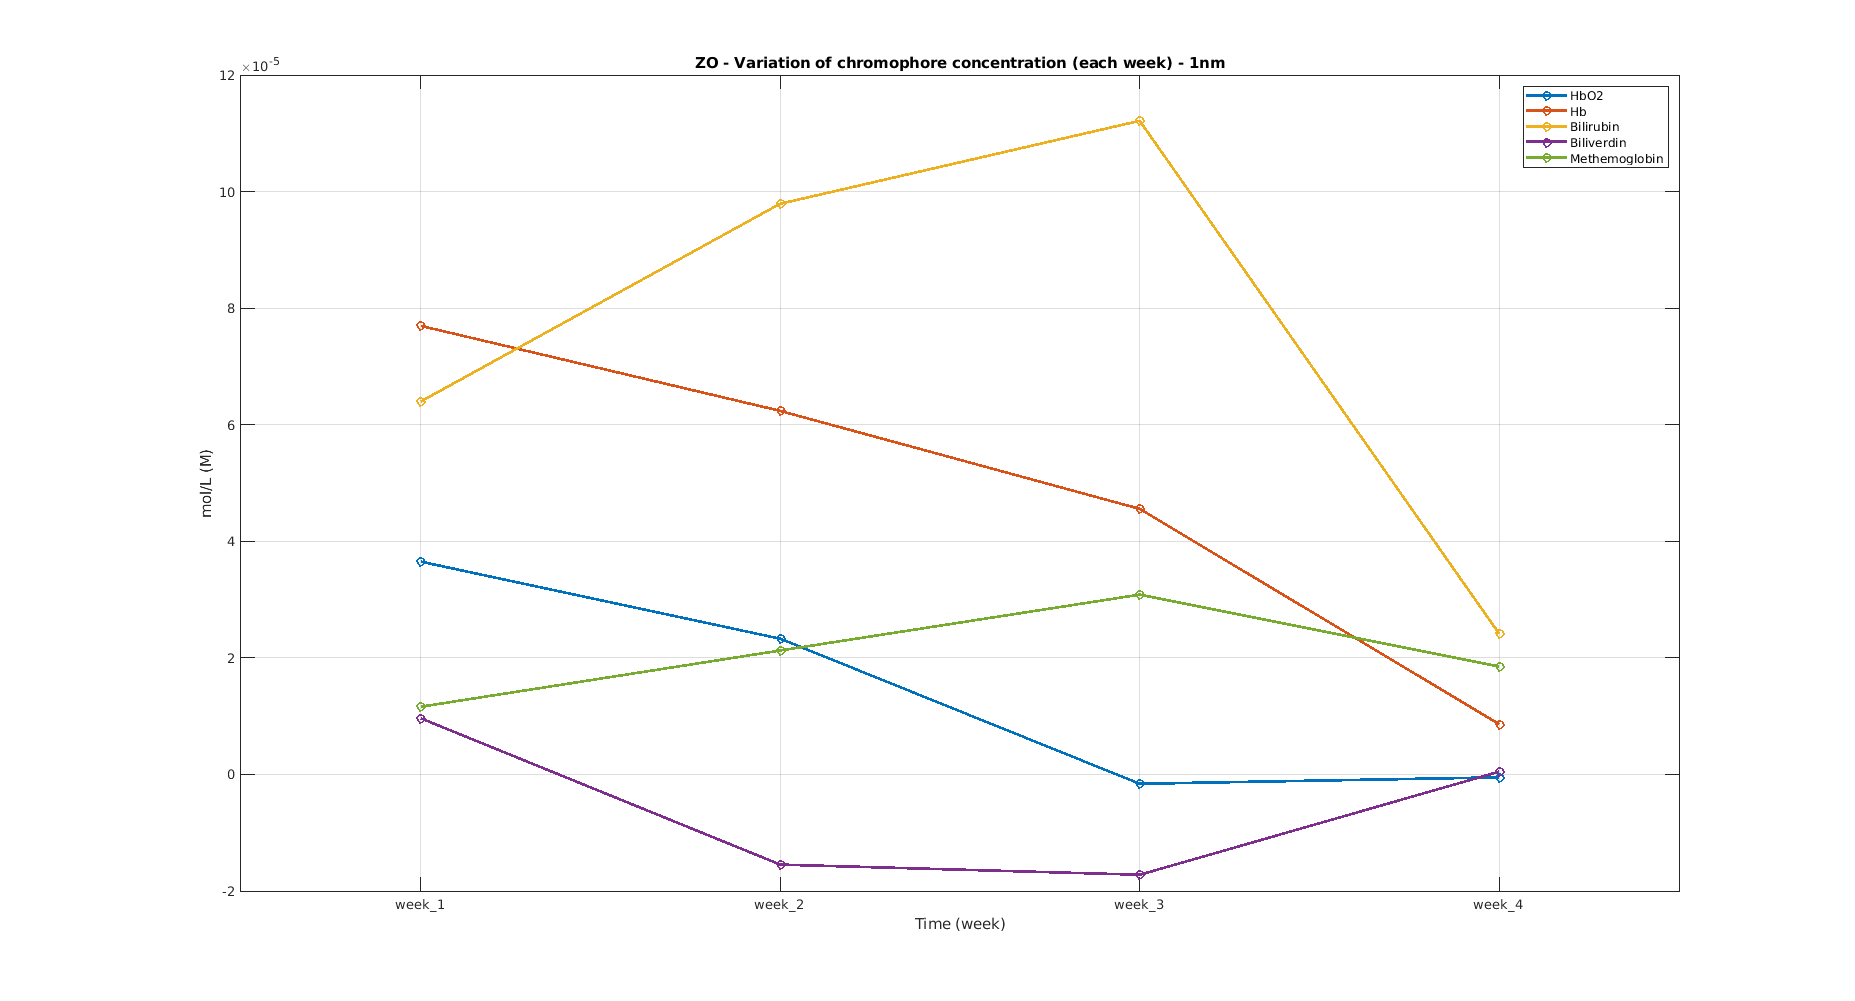 ZO - Variation of chromophore concentration (each week) - 1nm
×10-5
12
10
8
6
4
2
0
-2
mol/L (M)
HbO2
Hb
Bilirubin
Biliverdin
Methemoglobin
week_1
week_2
week_3
week_4
Time (week)